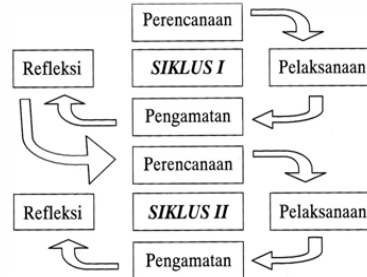 Perencanaan
Refleksi
SIKLUS I
Pelaksanaan
Pengamatan
Perencanaan
Refleksi
SIKLUS II
Pelaksanaan
Pengamatan